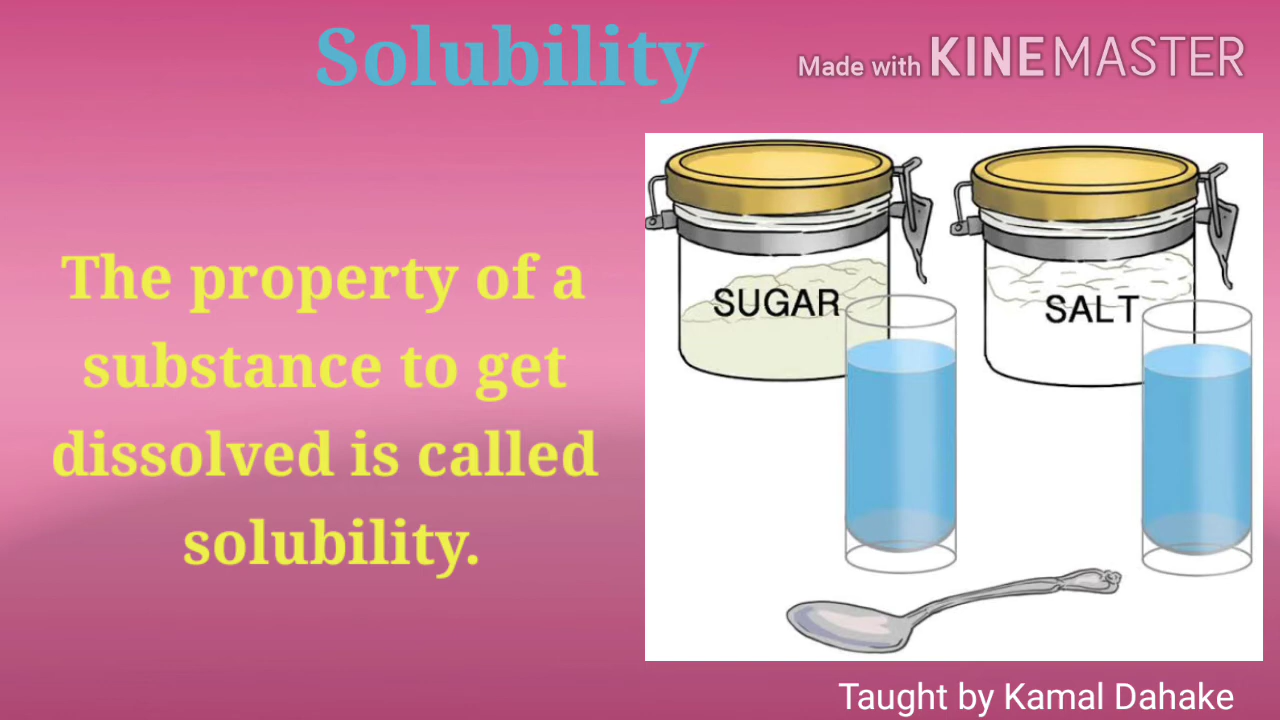 Solubility
Made with KINEMASTER
The property of a
substance to get
dissolved is called
solubility.
SUGAR
SALT
Taught by Kamal Dahake